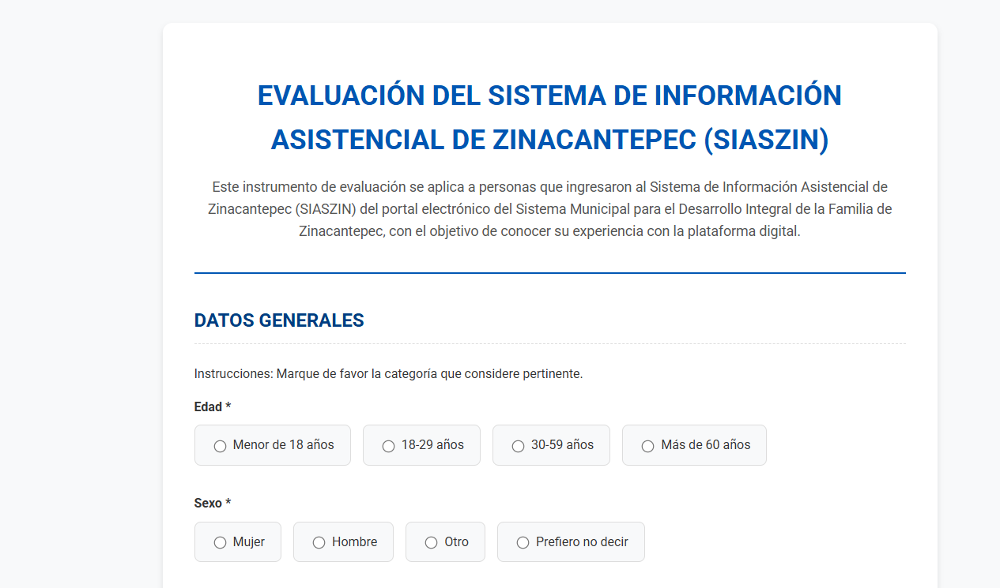 EVALUACIÓN DEL SISTEMA DE INFORMACIÓN
ASISTENCIAL DE ZINACANTEPEC (SIASZIN)
Este instrumento de evaluación se aplica a personas que ingresaron al Sistema de Información Asistencial de
Zinacantepec (SIASZIN) del portal electrónico del Sistema Municipal para el Desarrollo Integral de la Familia de
Zinacantepec, con el objetivo de conocer su experiencia con la plataforma digital.
DATOS GENERALES
Instrucciones: Marque de favor la categoría que considere pertinente.
Edad *
Menor de 18 años 18-29 años 30-59 años Más de 60 años
Sexo *
Mujer Hombre Otro Prefiero no decir